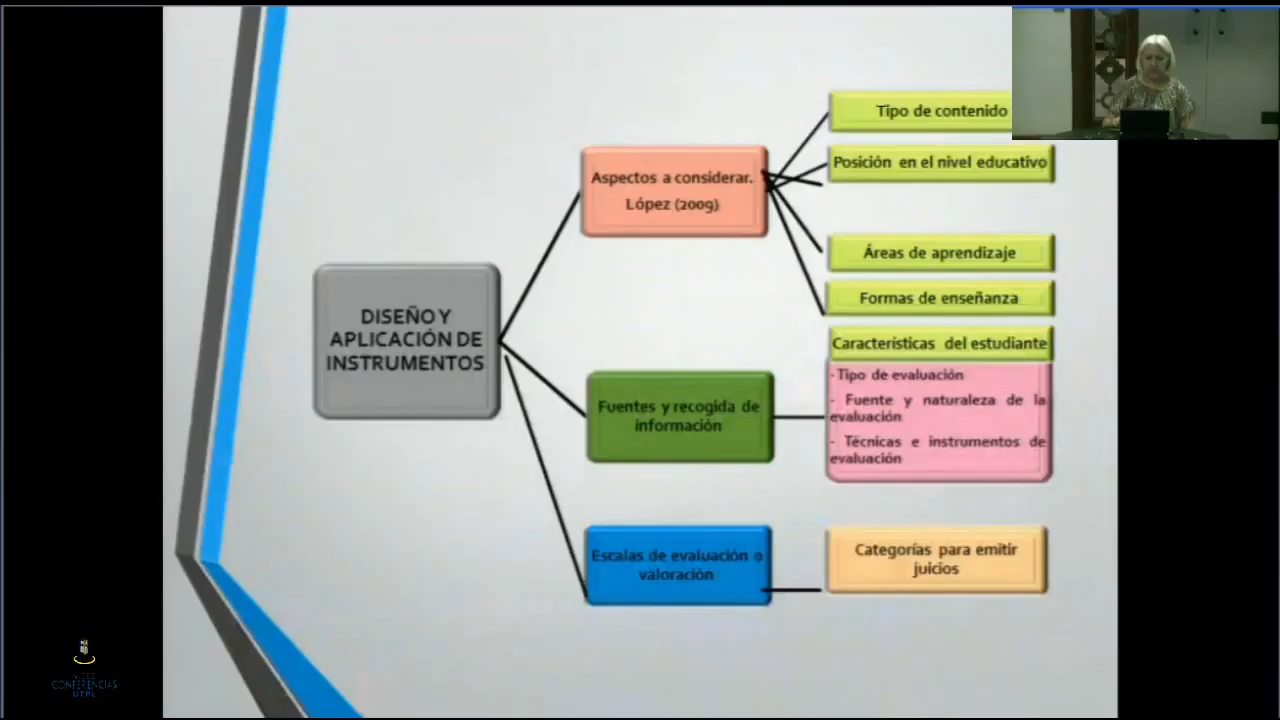 Tipo de contenido
Posición en el nivel educativo
Aspectos a considerar.
López (2009)
Áreas de aprendizaje
Formas de enseñanza
DISEÑO Y
APLICACIÓN DE
INSTRUMENTOS
Características del estudiante
Fuentes y recogida de
información
-Tipo de evaluación
- Fuente y naturaleza de la
evaluación
- Técnicas e instrumentos de
evaluación
Escalas de evaluación o
valoración
Categorías para emitir
juicios
VIDEO
CONFERENCIAS
UTPL